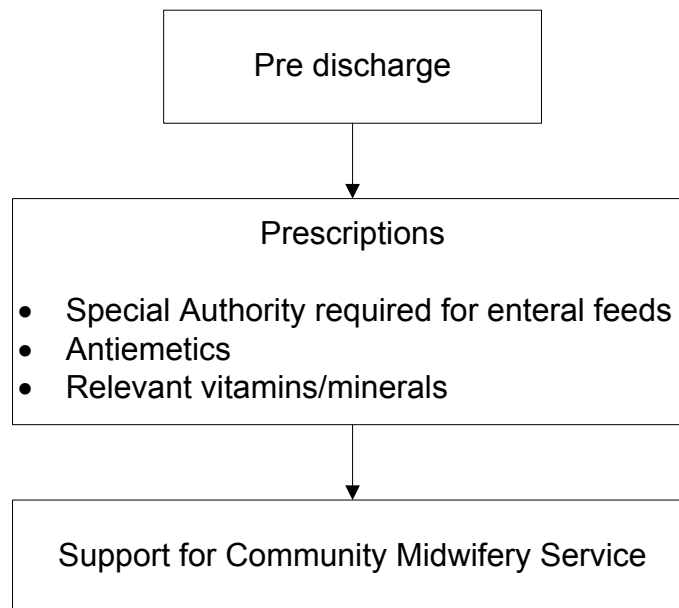 Pre discharge
Prescriptions
• Special Authority required for enteral feeds
• Antiemetics
• Relevant vitamins/minerals
Support for Community Midwifery Service